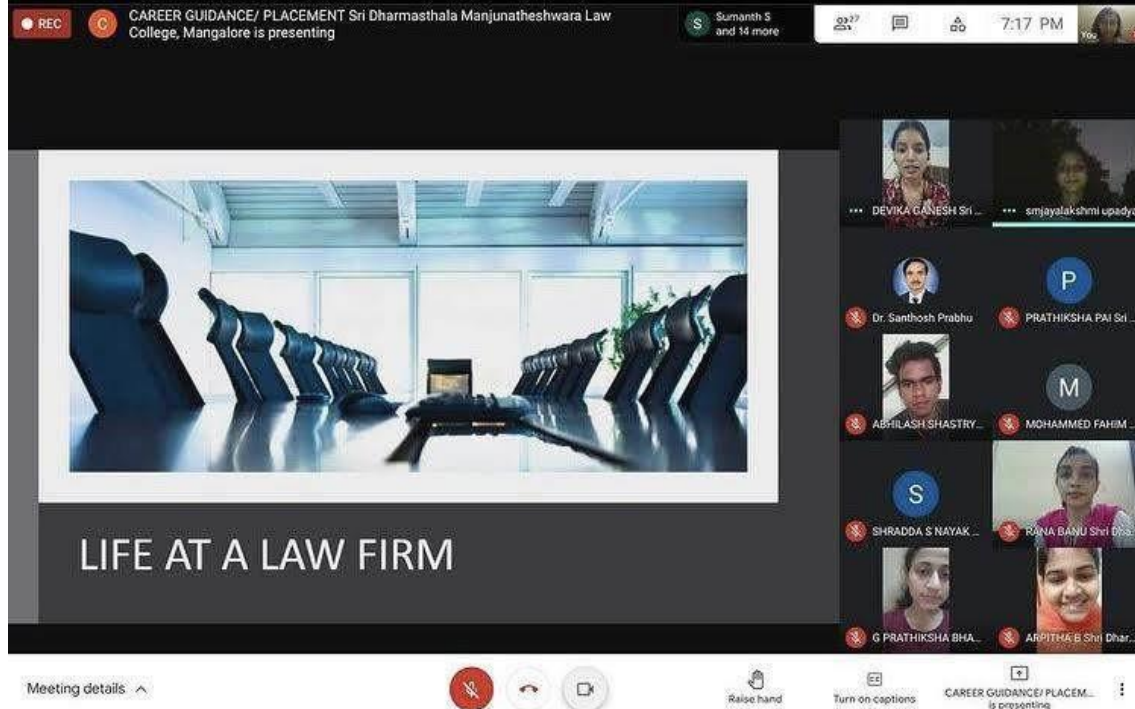 REC
C
CAREER GUIDANCE/ PLACEMENT Sri Dharmasthala Manjunatheshwara Law
College, Mangalore is presenting
S
Sumanth S
and 14 more
27
7:17 PM
You
LIFE AT A LAW FIRM
DEVIKA GANESH Sri ...
smjayalakshmi upadya
Dr. Santhosh Prabhu
P
PRATHIKSHA PAI Sri ...
ABHILASH SHASTRY...
M
MOHAMMED FAHIM ...
S
SHRADDA S NAYAK ...
RANA BANU Shri Dha...
G PRATHIKSHA BHA...
ARPITHA B Shri Dhar...
Meeting details
Raise hand
CC
Turn on captions
CAREER GUIDANCE/ PLACEM...
is presenting